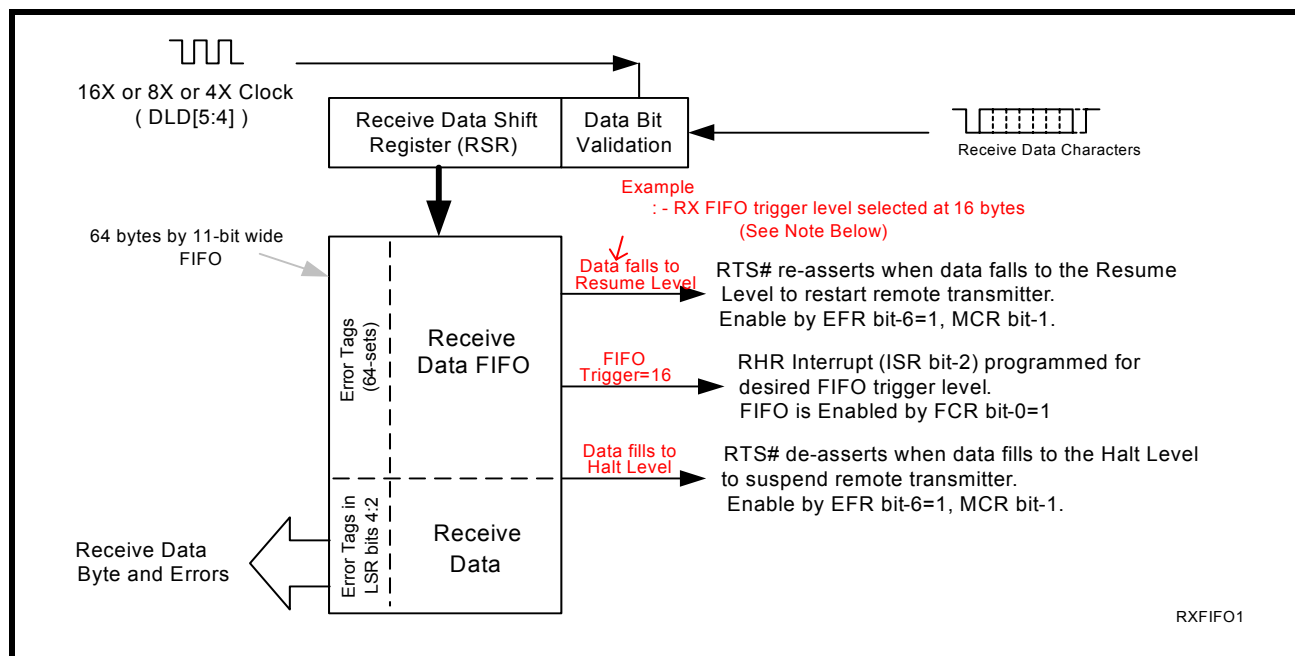 16X or 8X or 4X Clock
( DLD[5:4] )
Receive Data Shift
Register (RSR)
Data Bit
Validation
Receive Data Characters
Example
: - RX FIFO trigger level selected at 16 bytes
(See Note Below)
64 bytes by 11-bit wide
FIFO
Error Tags
(64-sets)
Receive
Data FIFO
Data falls to
Resume Level
RTS# re-asserts when data falls to the Resume
Level to restart remote transmitter.
Enable by EFR bit-6=1, MCR bit-1.
FIFO
Trigger=16
RHR Interrupt (ISR bit-2) programmed for
desired FIFO trigger level.
FIFO is Enabled by FCR bit-0=1
Data fills to
Halt Level
RTS# de-asserts when data fills to the Halt Level
to suspend remote transmitter.
Enable by EFR bit-6=1, MCR bit-1.
Error Tags in
LSR bits 4:2
Receive
Data
Receive Data
Byte and Errors
RXFIFO1